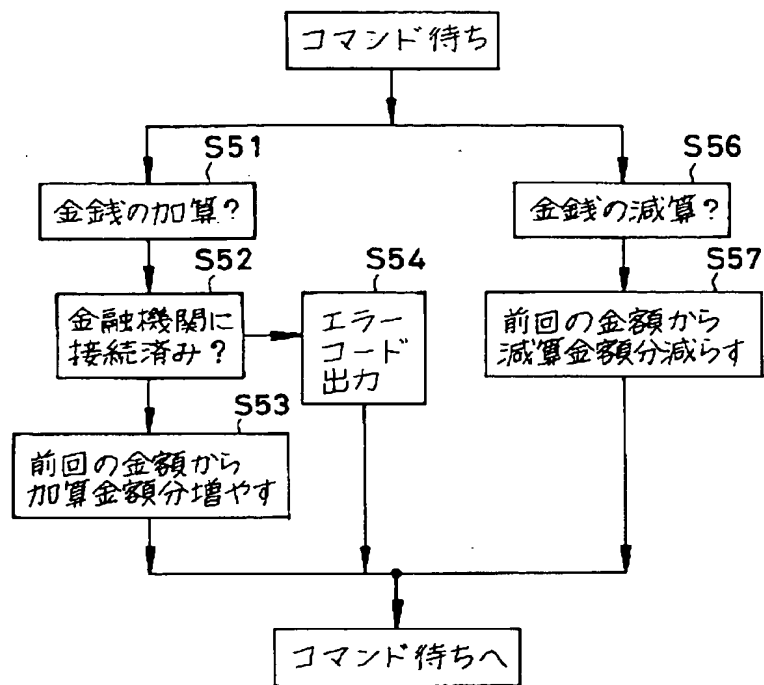 コマンド待ち
S51
金銭の加算?
S52
金融機関に
接続済み?
S54
エラー
コード
出力
S53
前回の金額から
加算金額分増やす
S56
金銭の減算?
S57
前回の金額から
減算金額分減らす
コマンド待ちへ